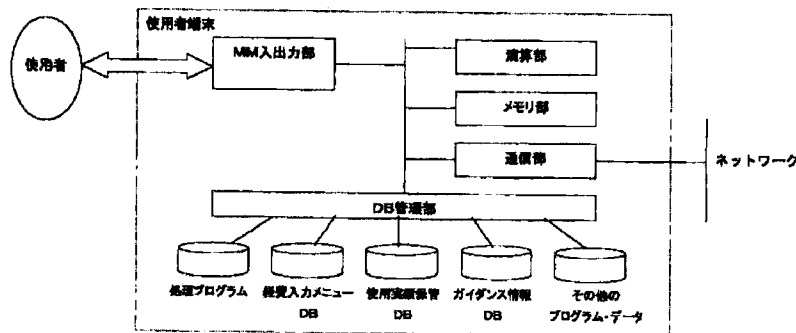 使用者端末
使用者
MM入出力部
演算部
メモリ部
通信部
ネットワーク
DB管理部
処理プログラム
経費入力メニュー
DB
使用実績保管
DB
ガイダンス情報
DB
その他の
プログラム・データ